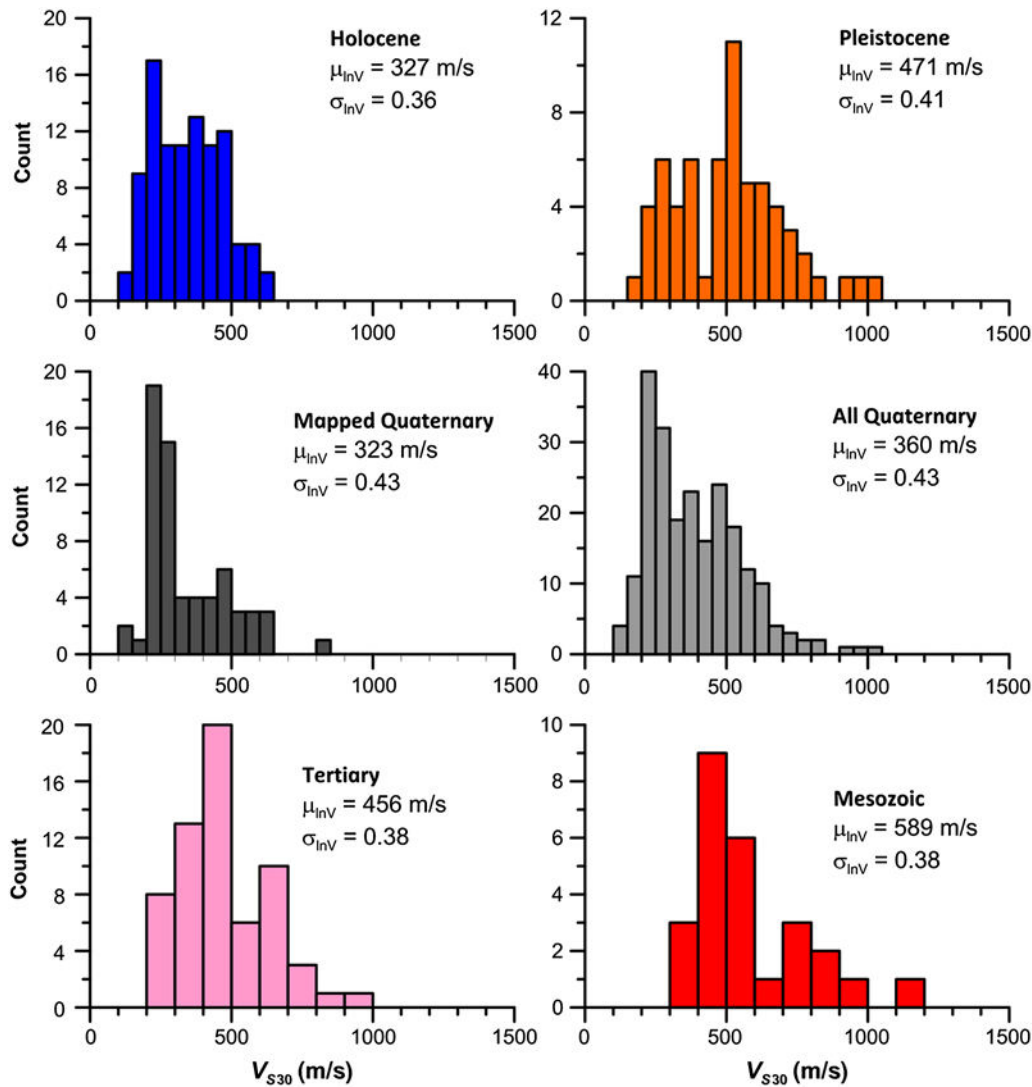 20
16
12
8
4
0
Count
Holocene
μlnV = 327 m/s
σlnV = 0.36
0 500 1000 1500
12
8
4
0
Pleistocene
μlnV = 471 m/s
σlnV = 0.41
0 500 1000 1500
20
16
12
8
4
0
Count
Mapped Quaternary
μlnV = 323 m/s
σlnV = 0.43
0 500 1000 1500
40
30
20
10
0
All Quaternary
μlnV = 360 m/s
σlnV = 0.43
0 500 1000 1500
20
16
12
8
4
0
Count
Tertiary
μlnV = 456 m/s
σlnV = 0.38
0 500 1000 1500
VS30 (m/s)
10
8
6
4
2
0
Mesozoic
μlnV = 589 m/s
σlnV = 0.38
0 500 1000 1500
VS30 (m/s)